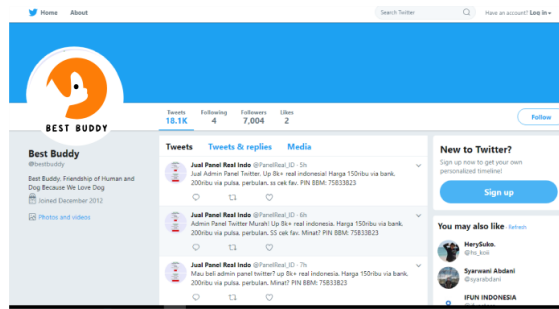 Home About Search Twitter Have an account? Log in
BEST BUDDY
Tweets Following Followers Likes
18.1K 4 7,004 2
Follow
Best Buddy
@bestbuddy
Best Buddy. Friendship of Human and
Dog Because We Love Dog
Joined December 2012
Photos and videos
Tweets Tweets & replies Media
Jual Panel Real Indo @PanelReal_ID · 5h
Jual Admin Panel Twitter. Up 8k+ real indonesia! Harga 150ribu via bank.
200ribu via pulsa, perbulan, ss cek fav. PIN BBM: 75B33B23
Jual Panel Real Indo @PanelReal_ID · 6h
Admin Panel Twitter Murah! Up 8k+ real indonesia. Harga 150ribu via bank.
200ribu via pulsa, perbulan, SS cek fav. Minat? PIN BBM: 75B33B23
Jual Panel Real Indo @PanelReal_ID · 7h
Mau beli admin panel twitter? up 8k+ real indonesia. Harga 150ribu via bank,
200ribu via pulsa, perbulan, Minat? PIN BBM: 75B33B23
New to Twitter?
Sign up now to get your own
personalized timeline!
Sign up
You may also like · Refresh
HerySuko.
@hs_kok
Syarwani Abdani
@syarabdani
IFUN INDONESIA